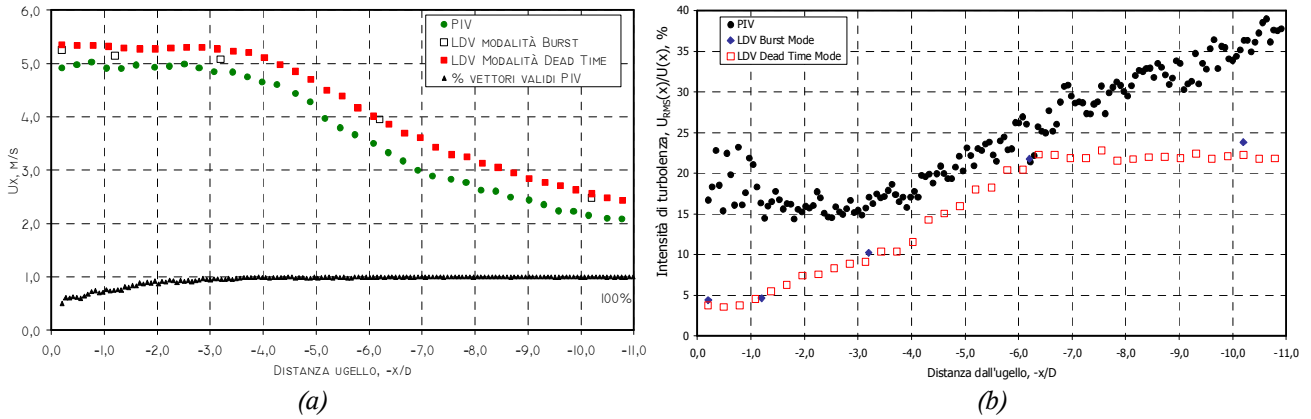 6,0
5,0
4,0
3,0
2,0
1,0
0,0
Ux, m/s
PIV
LDV modalità Burst
LDV Modalità Dead Time
% vettori validi PIV
100%
0,0 -1,0 -2,0 -3,0 -4,0 -5,0 -6,0 -7,0 -8,0 -9,0 -10,0 -11,0
Distanza ugello, -x/D
(a)
40
35
30
25
20
15
10
5
0
Intensità di turbolenza, U_RMS(x)/U(x), %
PIV
LDV Burst Mode
LDV Dead Time Mode
0,0 -1,0 -2,0 -3,0 -4,0 -5,0 -6,0 -7,0 -8,0 -9,0 -10,0 -11,0
Distanza dall'ugello, -x/D
(b)